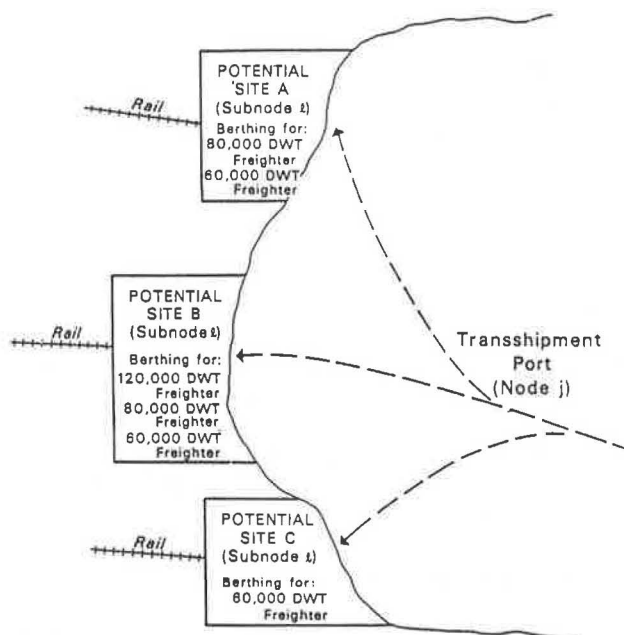 POTENTIAL
SITE A
(Subnode ℓ)
Berthing for:
80,000 DWT
Freighter
60,000 DWT
Freighter
Rail
POTENTIAL
SITE B
(Subnode ℓ)
Berthing for:
120,000 DWT
Freighter
80,000 DWT
Freighter
60,000 DWT
Freighter
Rail
Transshipment
Port
(Node j)
POTENTIAL
SITE C
(Subnode ℓ)
Berthing for:
60,000 DWT
Freighter
Rail